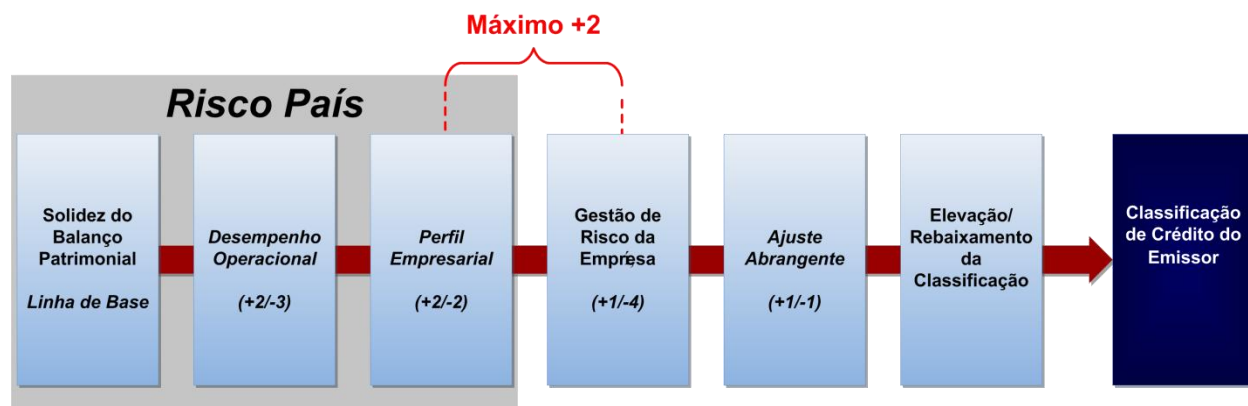 Máximo +2
Risco País
Solidez do
Balanço
Patrimonial
Linha de Base
Desempenho
Operacional
(+2/-3)
Perfil
Empresarial
(+2/-2)
Gestão de
Risco da
Empŕesa
(+1/-4)
Ajuste
Abrangente
(+1/-1)
Elevação/
Rebaixamento
da
Classificação
Classificação
de Crédito do
Emissor